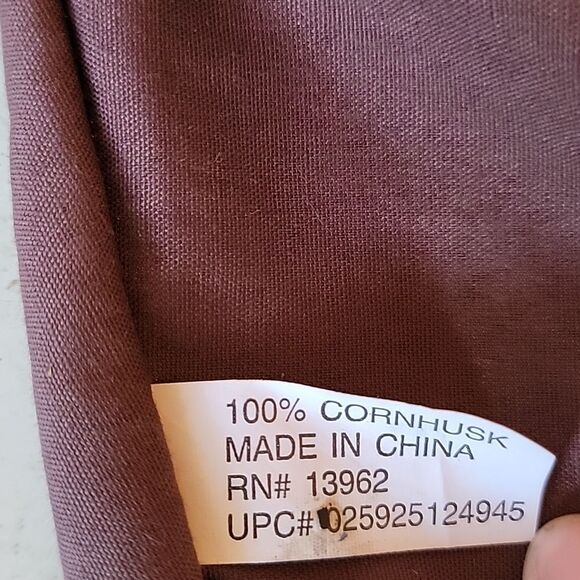 100% CORNHUSK
MADE IN CHINA
RN# 13962
UPC# 025925124945